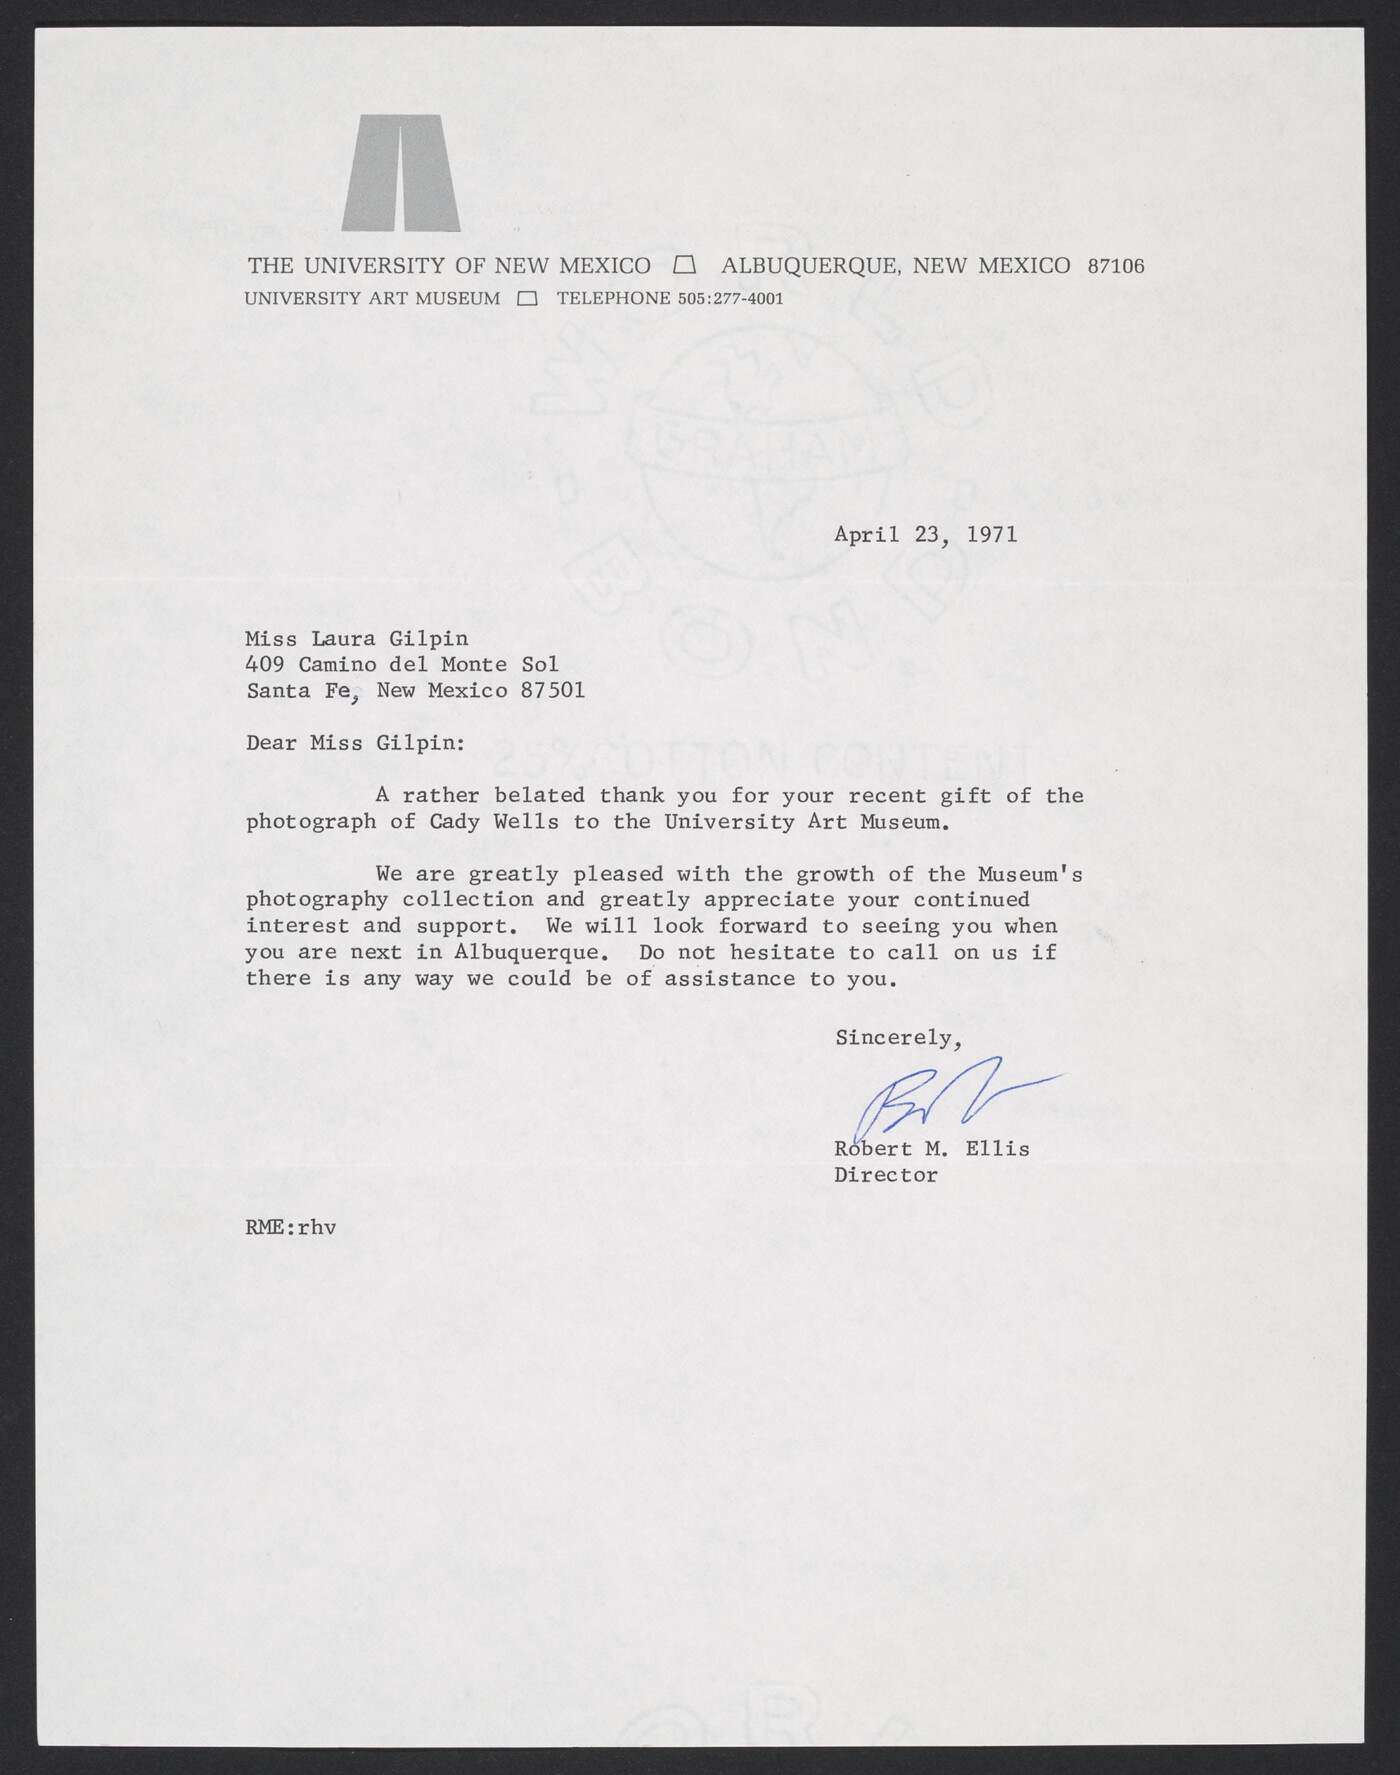 THE UNIVERSITY OF NEW MEXICO ALBUQUERQUE, NEW MEXICO 87106
UNIVERSITY ART MUSEUM TELEPHONE 505:277-4001
GRAHAM
April 23, 1971
Miss Laura Gilpin
409 Camino del Monte Sol
Santa Fe, New Mexico 87501
Dear Miss Gilpin:
25% COTTON CONTENT
A rather belated thank you for your recent gift of the
photograph of Cady Wells to the University Art Museum.
We are greatly pleased with the growth of the Museum's
photography collection and greatly appreciate your continued
interest and support. We will look forward to seeing you when
you are next in Albuquerque. Do not hesitate to call on us if
there is any way we could be of assistance to you.
Sincerely,
Robert M. Ellis
Director
RME:rhv